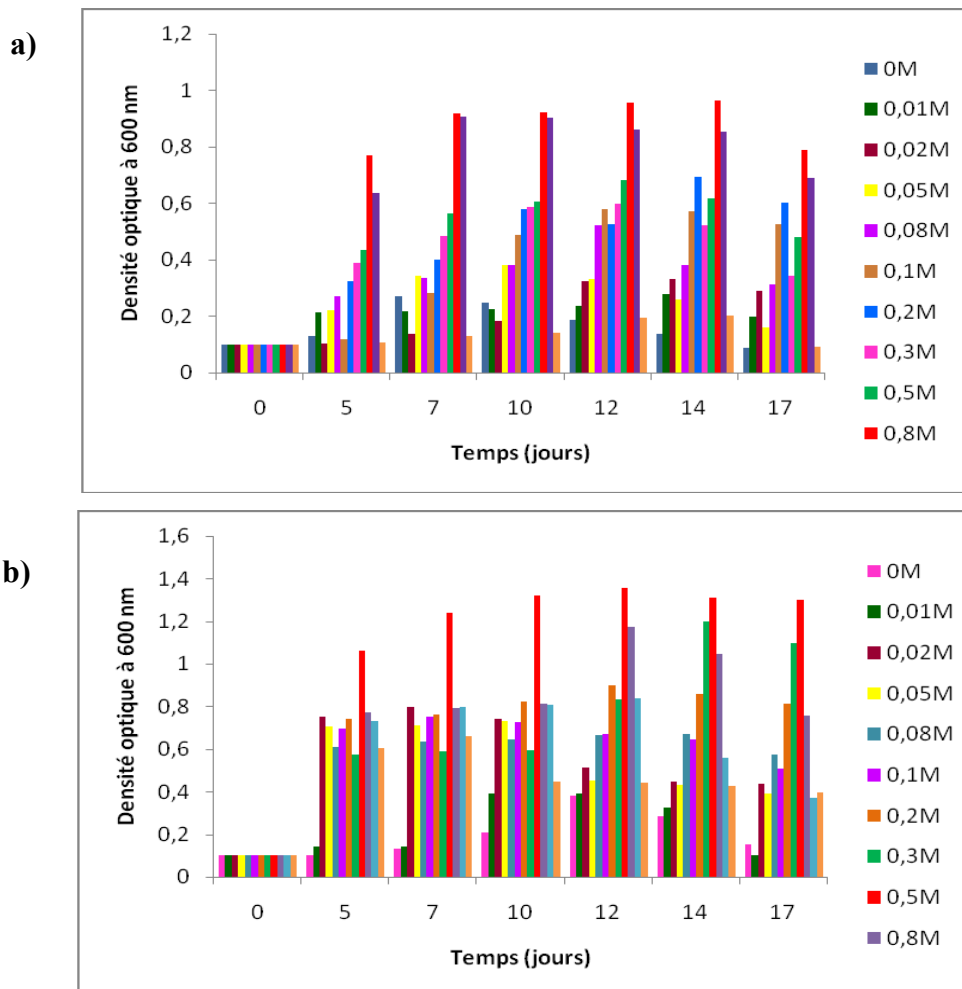 a)
Densité optique à 600 nm
1,2
1
0,8
0,6
0,4
0,2
0
0 5 7 10 12 14 17
Temps (jours)
0M
0,01M
0,02M
0,05M
0,08M
0,1M
0,2M
0,3M
0,5M
0,8M
b)
Densité optique à 600 nm
1,6
1,4
1,2
1
0,8
0,6
0,4
0,2
0
0 5 7 10 12 14 17
Temps (jours)
0M
0,01M
0,02M
0,05M
0,08M
0,1M
0,2M
0,3M
0,5M
0,8M